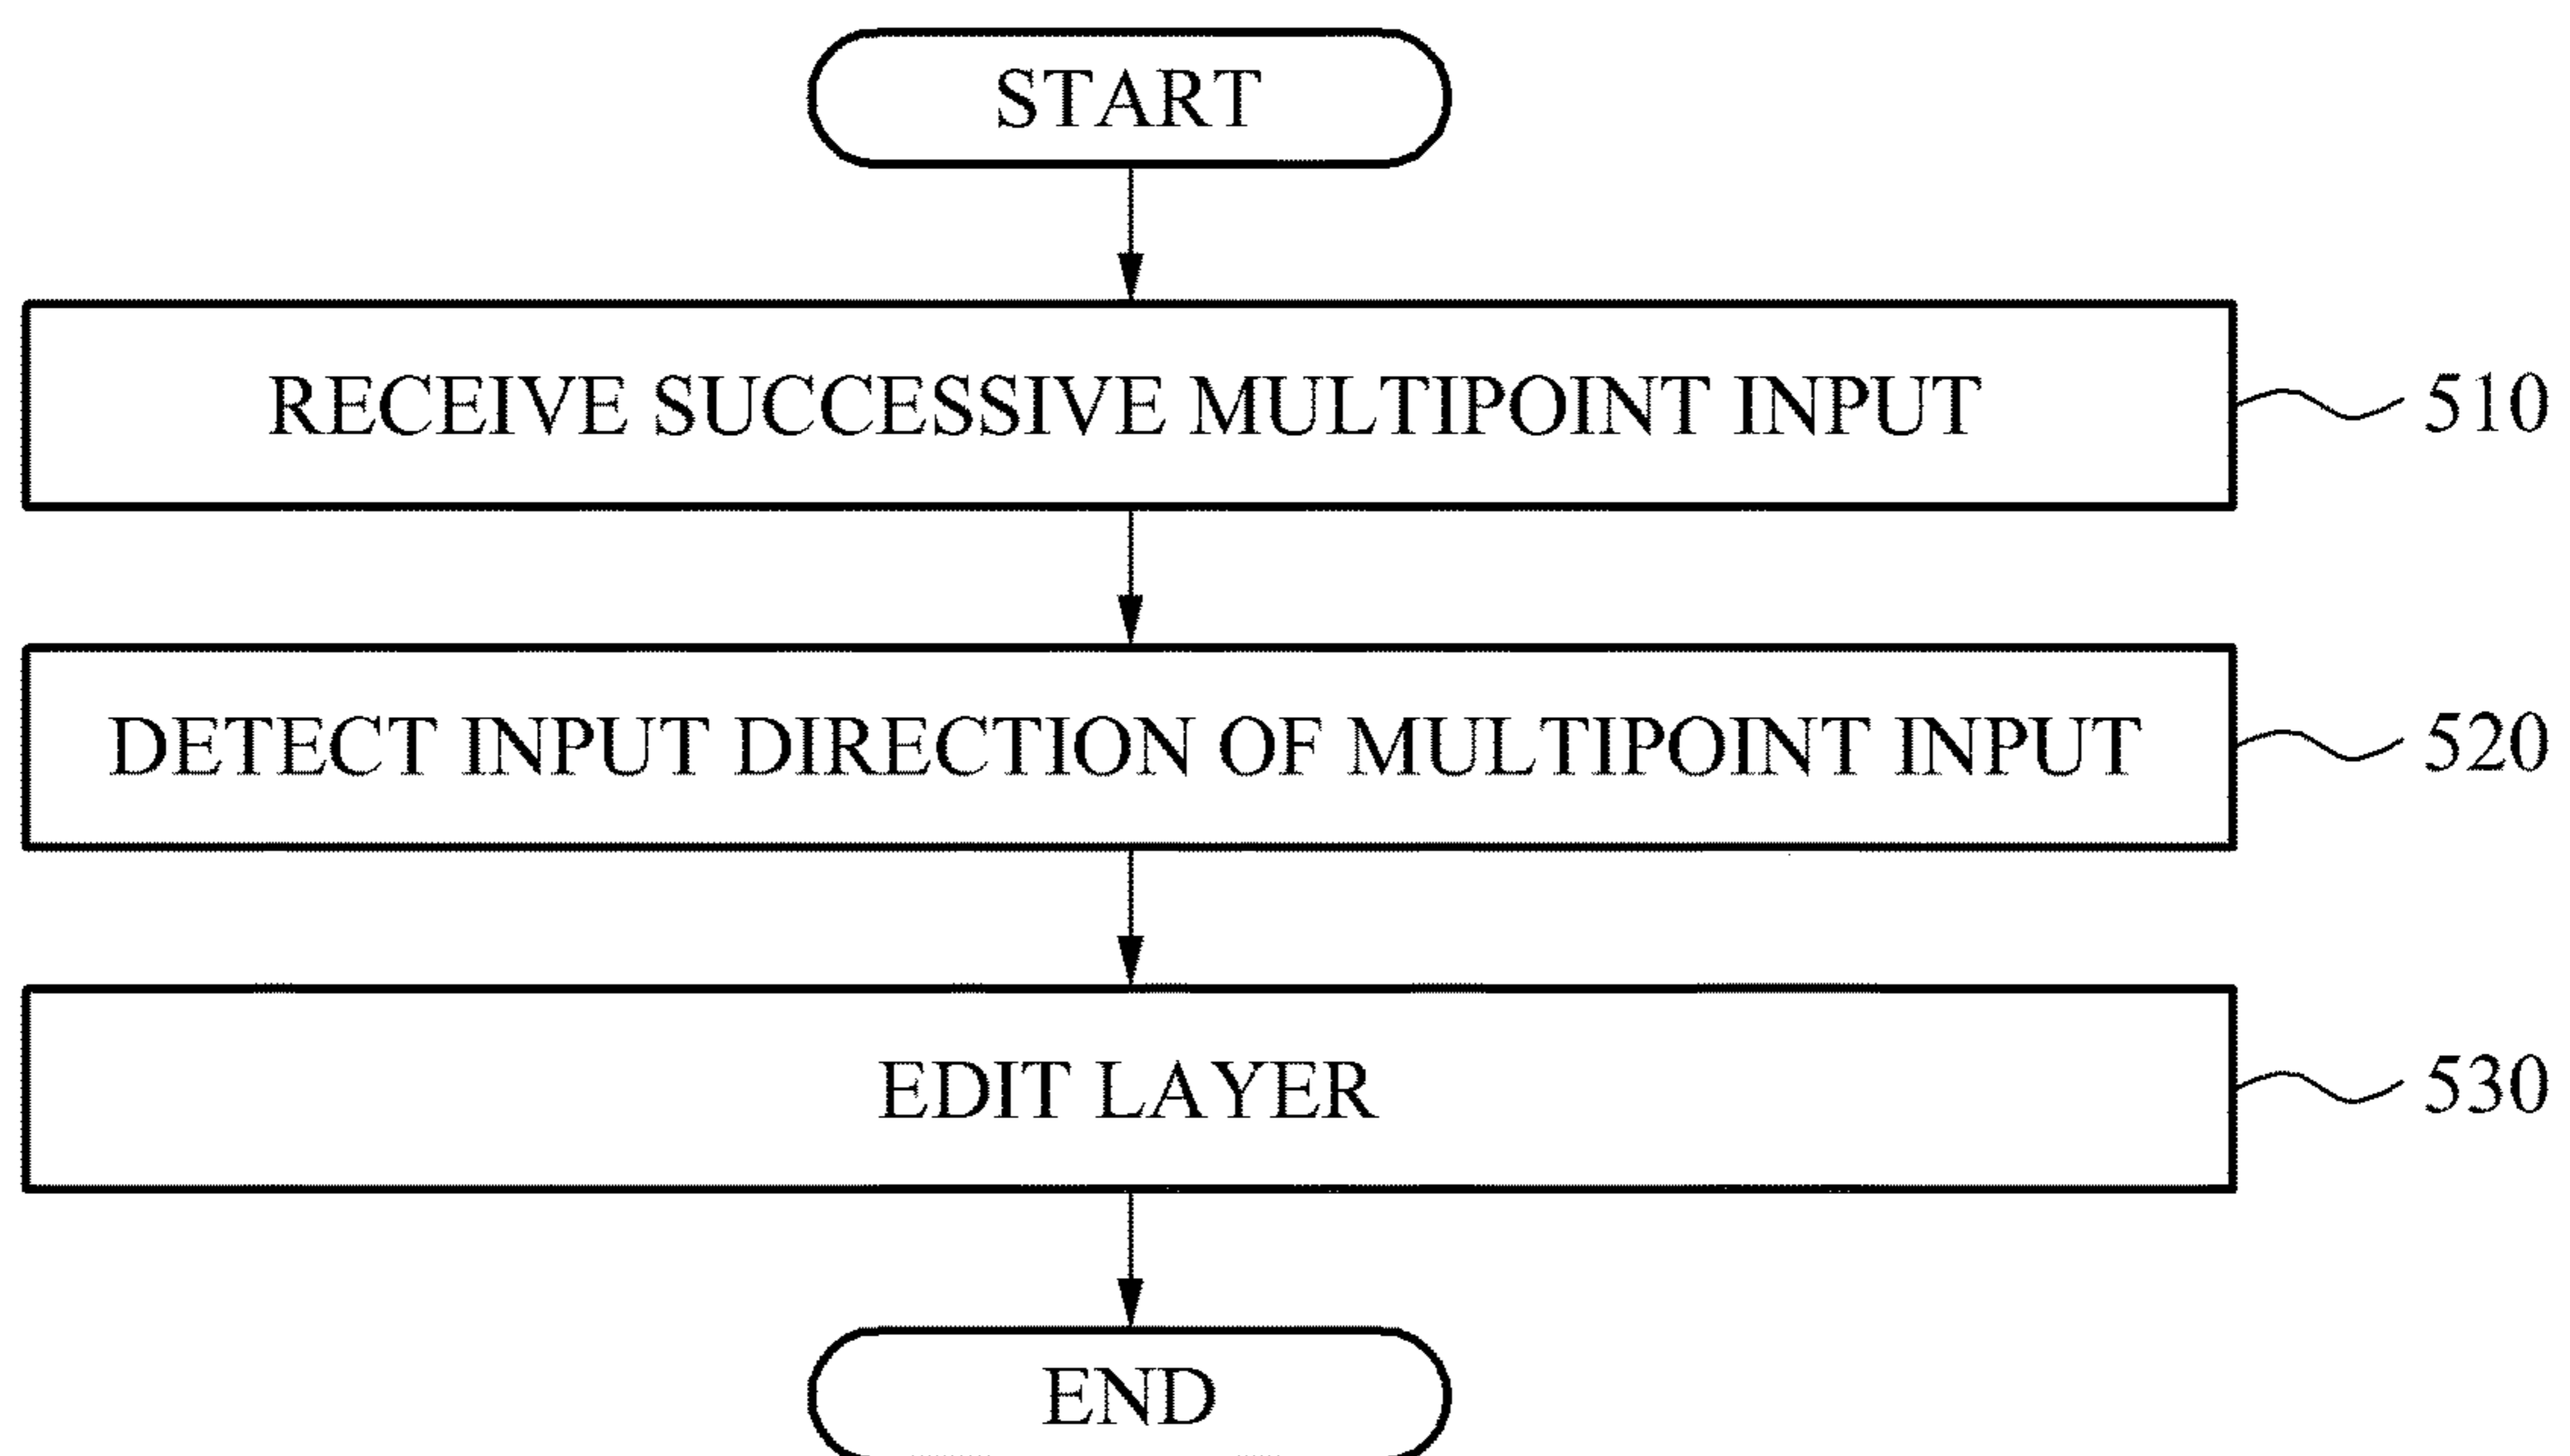 START
RECEIVE SUCCESSIVE MULTIPOINT INPUT
510
DETECT INPUT DIRECTION OF MULTIPOINT INPUT
520
EDIT LAYER
530
END